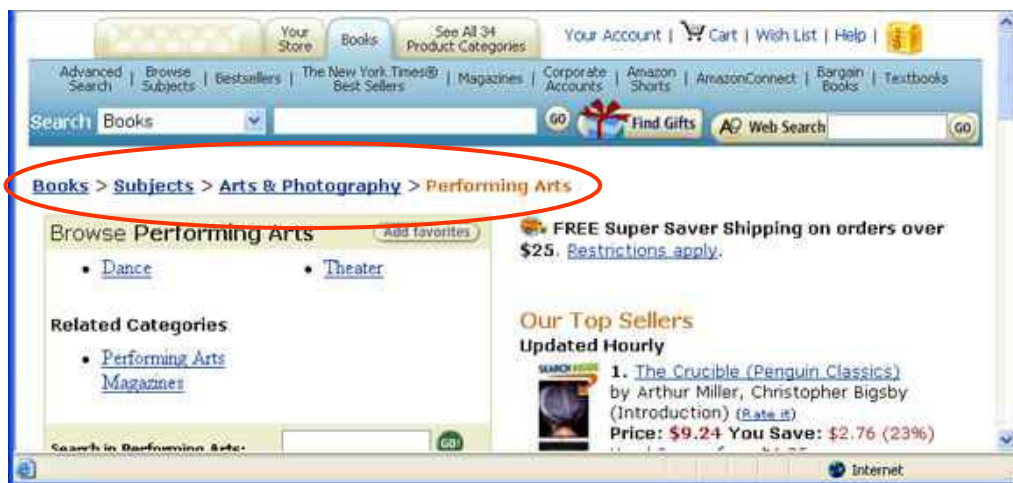 Your Store
Books
See All 34 Product Categories
Your Account | Cart | Wish List | Help |
Advanced Search | Browse Subjects | Bestsellers | The New York Times® Best Sellers | Magazines | Corporate Accounts | Amazon Shorts | AmazonConnect | Bargain Books | Textbooks
Search Books GO Find Gifts A9 Web Search GO
Books > Subjects > Arts & Photography > Performing Arts
Browse Performing Arts Add favorites
• Dance
• Theater
Related Categories
• Performing Arts
Magazines
Search in Performing Arts: GO!
FREE Super Saver Shipping on orders over
$25. Restrictions apply.
Our Top Sellers
Updated Hourly
SEARCH INSIDE
1. The Crucible (Penguin Classics)
by Arthur Miller, Christopher Bigsby
(Introduction) (Rate it)
Price: $9.24 You Save: $2.76 (23%)
Internet